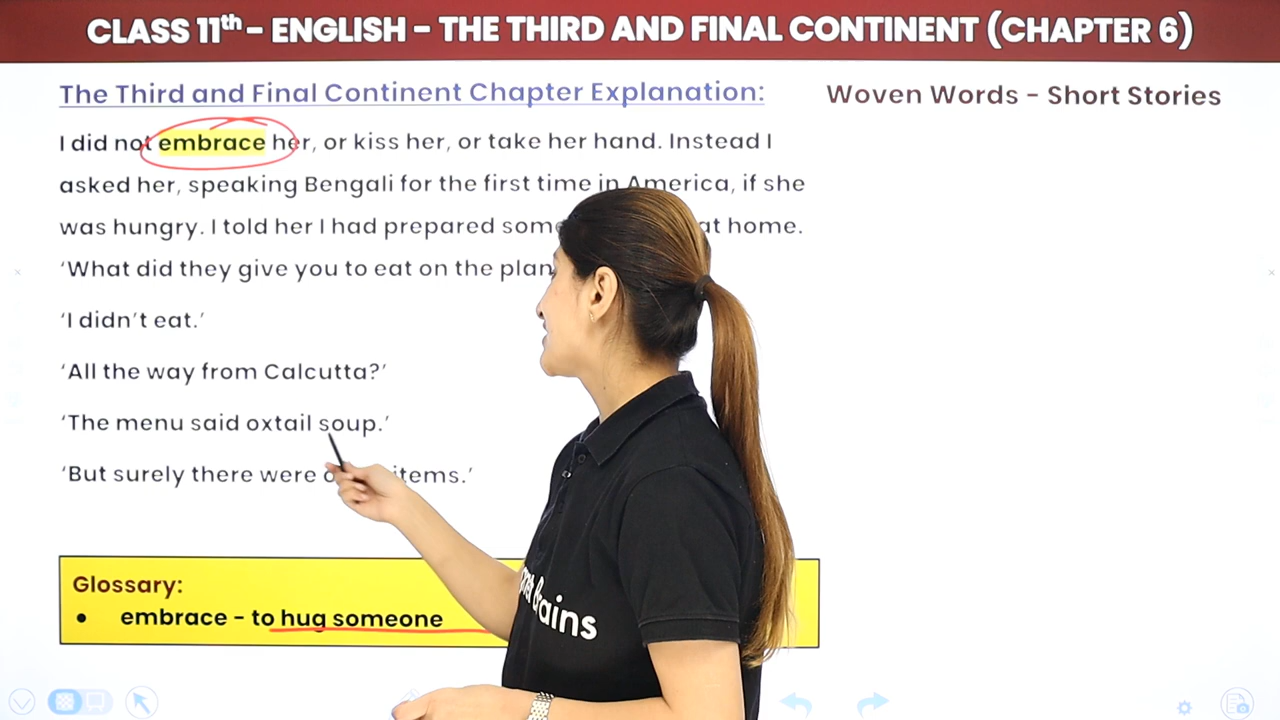 CLASS 11th - ENGLISH - THE THIRD AND FINAL CONTINENT (CHAPTER 6)
The Third and Final Continent Chapter Explanation:
Woven Words - Short Stories
I did not embrace her, or kiss her, or take her hand. Instead I
asked her, speaking Bengali for the first time in America, if she
was hungry. I told her I had prepared at home.
‘What did they give you to eat on the
‘I didn’t eat.’
‘All the way from Calcutta?’
‘The menu said oxtail soup.’
‘But surely there were items.’
Glossary:
• embrace - to hug someone